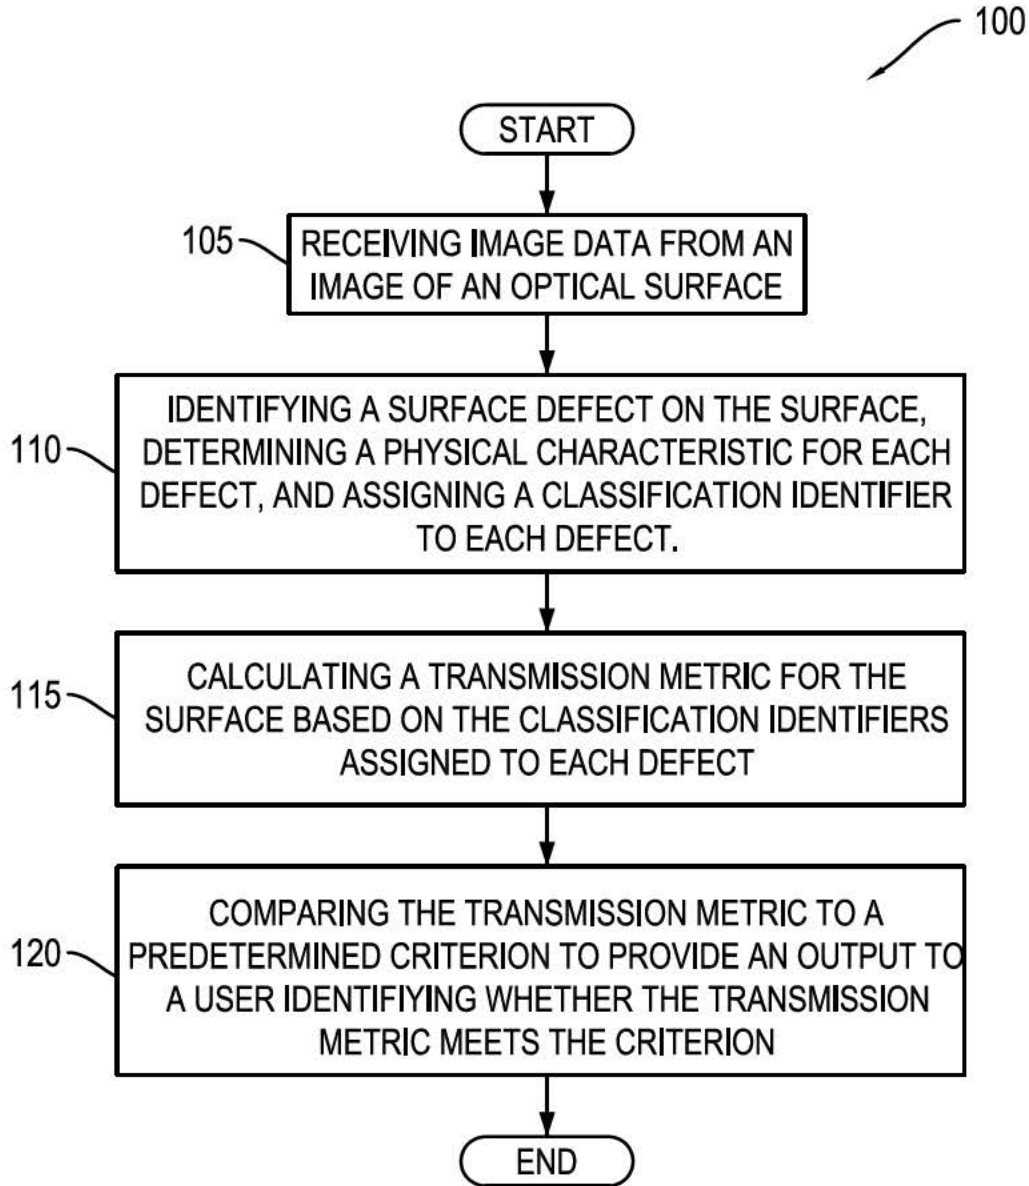 100
START
105
RECEIVING IMAGE DATA FROM AN
IMAGE OF AN OPTICAL SURFACE
110
IDENTIFYING A SURFACE DEFECT ON THE SURFACE,
DETERMINING A PHYSICAL CHARACTERISTIC FOR EACH
DEFECT, AND ASSIGNING A CLASSIFICATION IDENTIFIER
TO EACH DEFECT.
115
CALCULATING A TRANSMISSION METRIC FOR THE
SURFACE BASED ON THE CLASSIFICATION IDENTIFIERS
ASSIGNED TO EACH DEFECT
120
COMPARING THE TRANSMISSION METRIC TO A
PREDETERMINED CRITERION TO PROVIDE AN OUTPUT TO
A USER IDENTIFIYING WHETHER THE TRANSMISSION
METRIC MEETS THE CRITERION
END